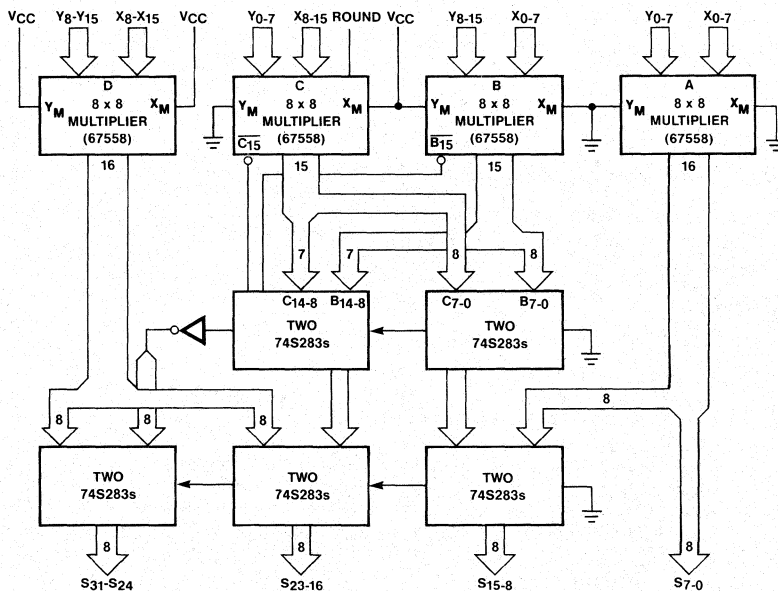 VCC Y8-Y15 X8-X15 VCC Y0-7 X8-15 ROUND VCC Y8-15 X0-7 Y0-7 X0-7
D
YM 8 x 8 XM
MULTIPLIER
(67558)
16
C
YM 8 x 8 XM
MULTIPLIER
(67558)
C15
15
B
YM 8 x 8 XM
MULTIPLIER
(67558)
B15
15
A
YM 8 x 8 XM
MULTIPLIER
(67558)
16
7 7 8 8
C14-8 B14-8
TWO
74S283s
C7-0 B7-0
TWO
74S283s
8 8 8 8
TWO
74S283s
TWO
74S283s
TWO
74S283s
8 8 8 8
S31-S24 S23-16 S15-8 S7-0